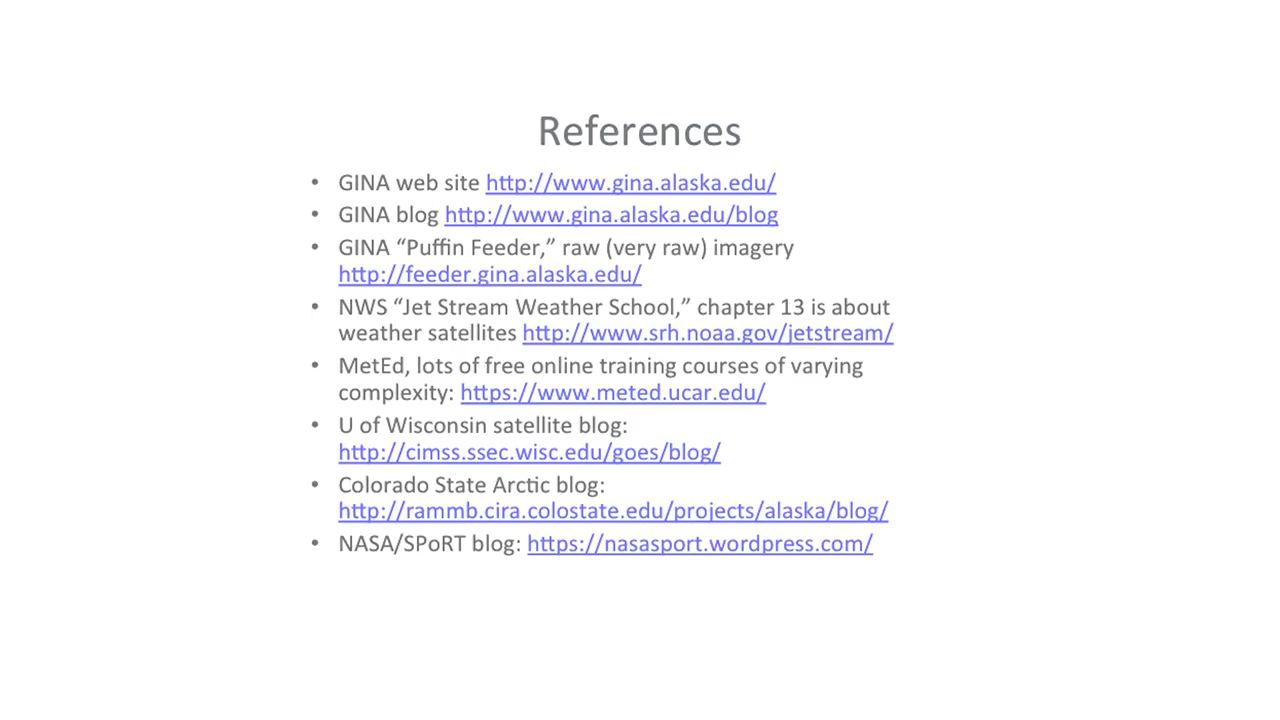 References
• GINA web site http://www.gina.alaska.edu/
• GINA blog http://www.gina.alaska.edu/blog
• GINA “Puffin Feeder,” raw (very raw) imagery
http://feeder.gina.alaska.edu/
• NWS “Jet Stream Weather School,” chapter 13 is about
weather satellites http://www.srh.noaa.gov/jetstream/
• MetEd, lots of free online training courses of varying
complexity: https://www.meted.ucar.edu/
• U of Wisconsin satellite blog:
http://cimss.ssec.wisc.edu/goes/blog/
• Colorado State Arctic blog:
http://rammb.cira.colostate.edu/projects/alaska/blog/
• NASA/SPoRT blog: https://nasasport.wordpress.com/